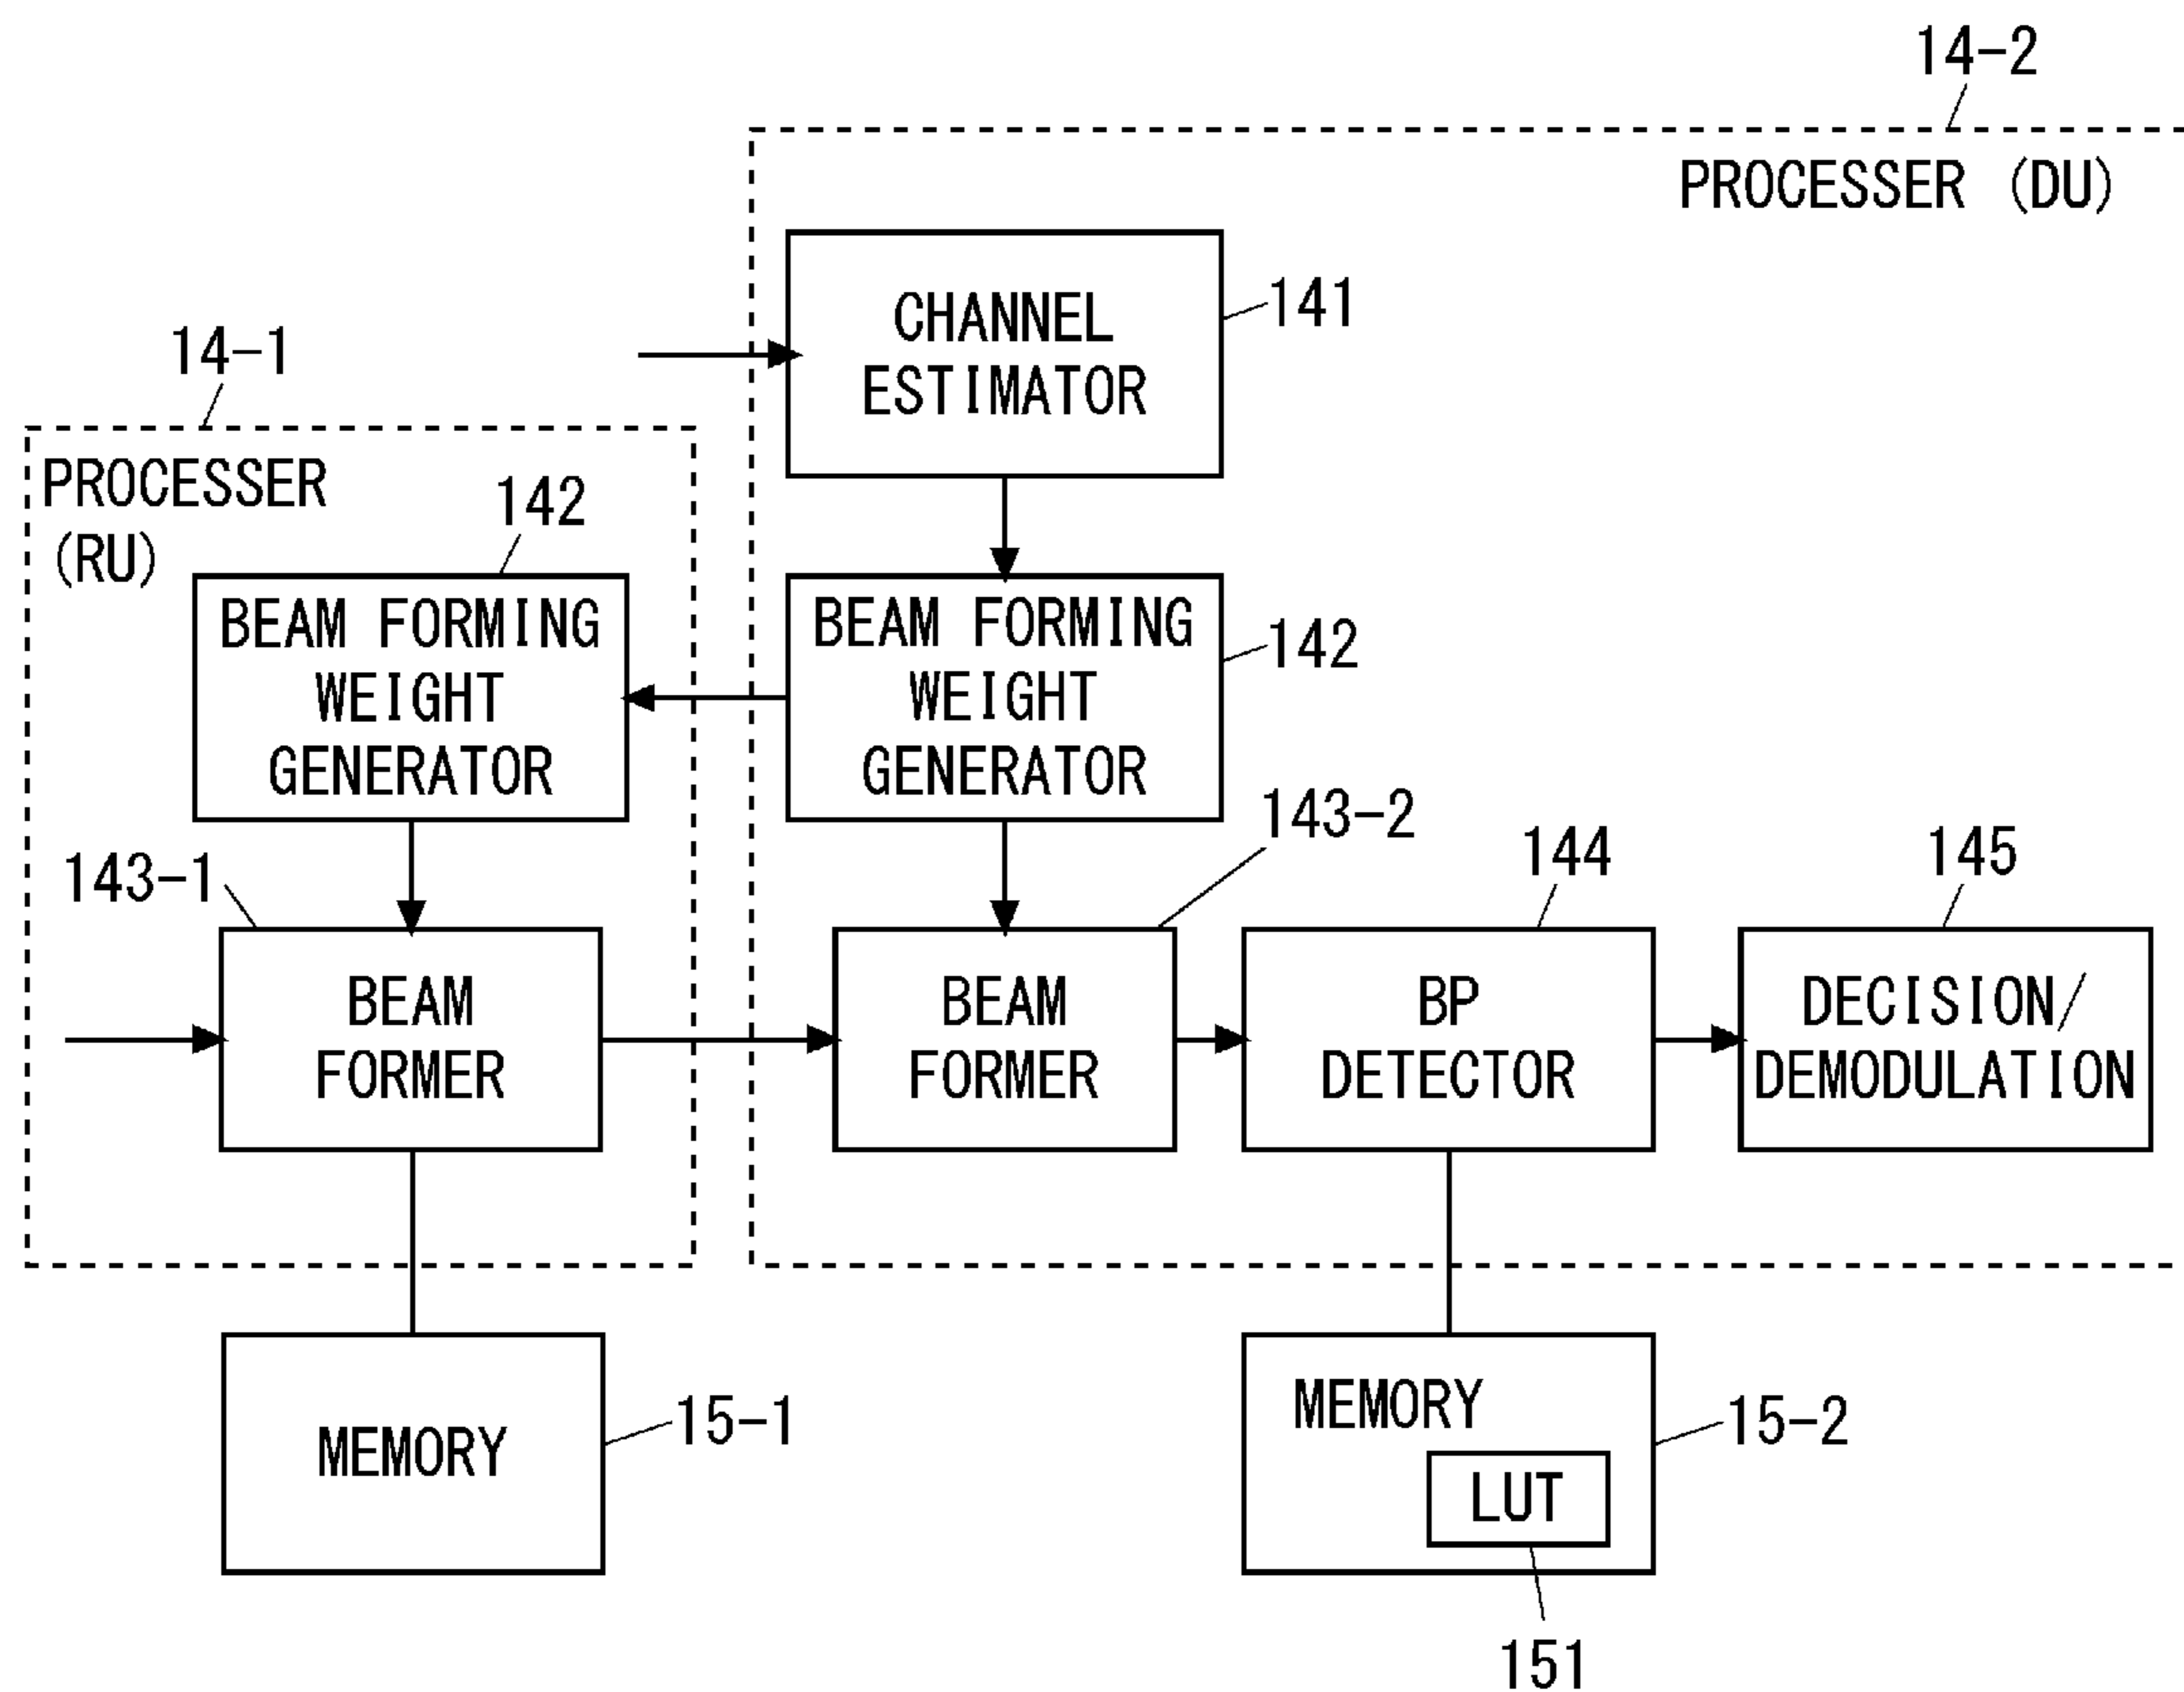 14-2
PROCESSER (DU)
CHANNEL
ESTIMATOR
141
14-1
PROCESSER
(RU)
142
BEAM FORMING
WEIGHT
GENERATOR
BEAM FORMING
WEIGHT
GENERATOR
142
143-1
143-2
144
145
BEAM
FORMER
BEAM
FORMER
BP
DETECTOR
DECISION/
DEMODULATION
MEMORY
15-1
MEMORY
LUT
15-2
151